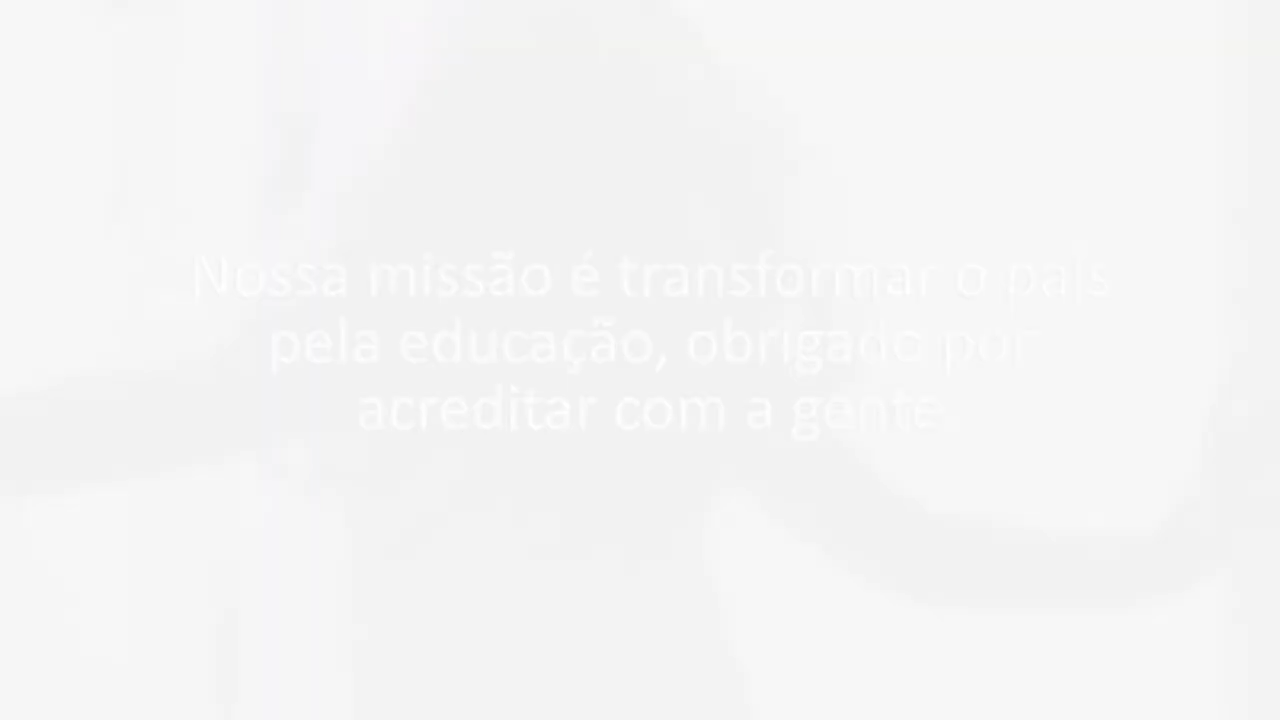 Nossa missão é transformar o país
pela educação, obrigado por
acreditar com a gente.